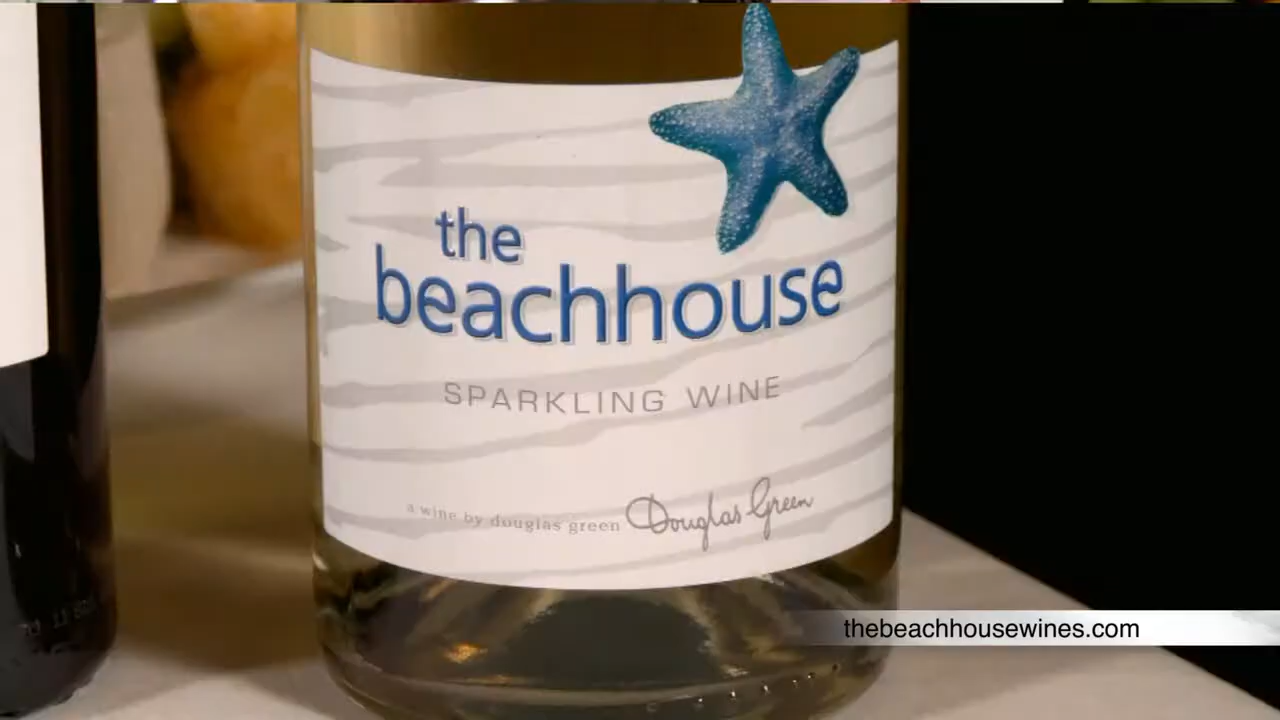 the
beachhouse
SPARKLING WINE
a wine by douglas green Douglas Green
thebeachhousewines.com